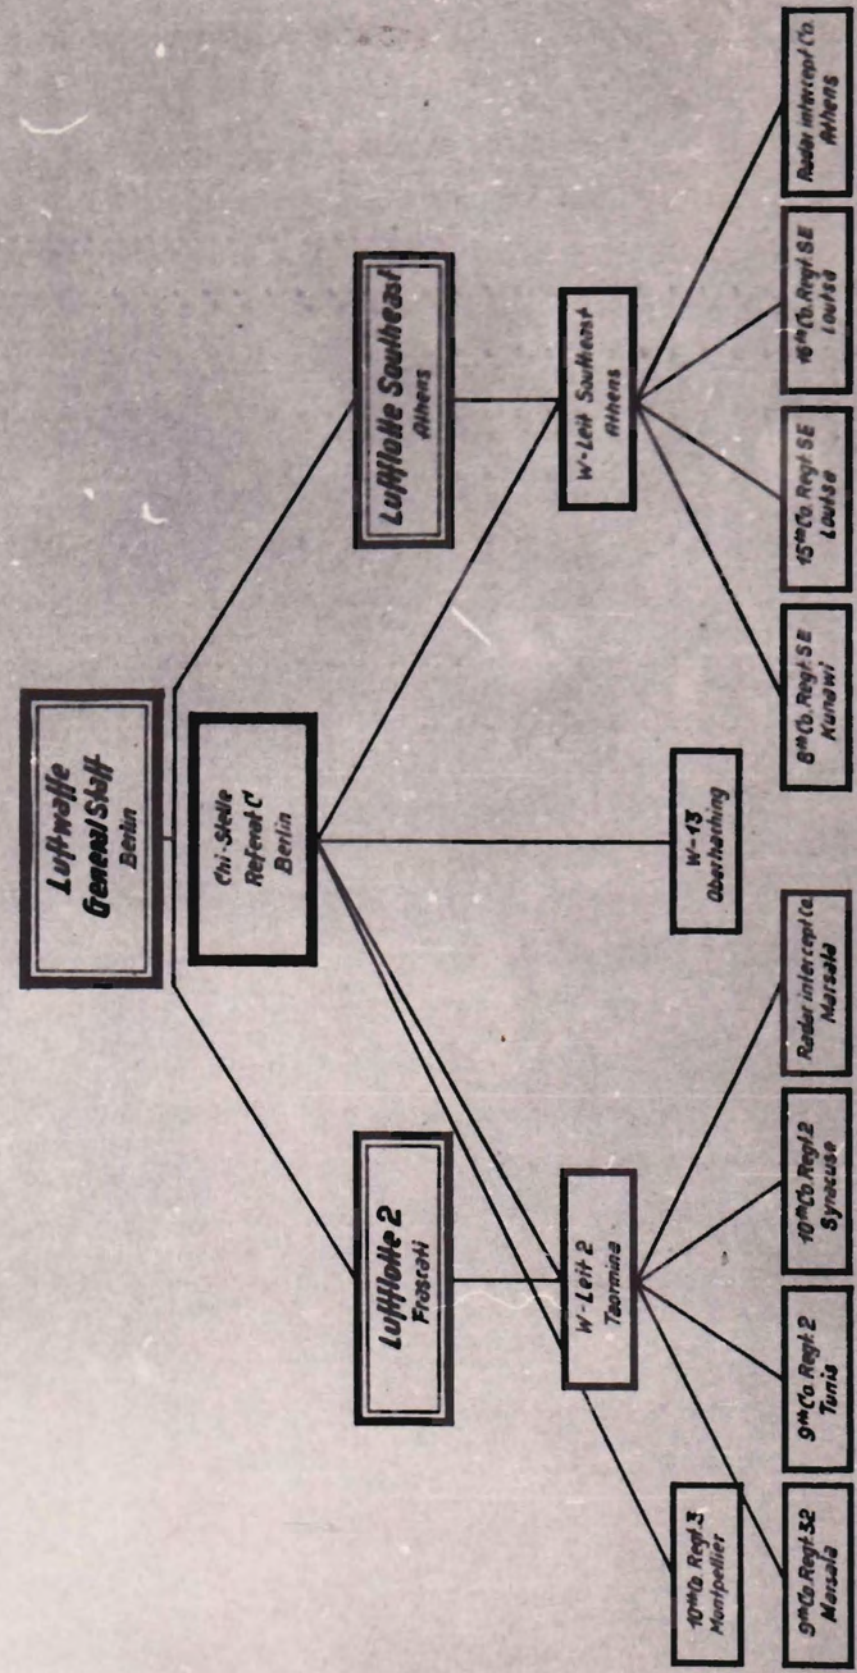 Luftwaffe
General Staff
Berlin
Chi-Stelle
Referat C
Berlin
Luftflotte 2
Frascati
Luftflotte Southeast
Athens
W-Leit 2
Taormina
W-Leit Southeast
Athens
10th Co. Regt. 3
Montpellier
W-13
Oberhaching
9th Co. Regt. 32
Marsala
9th Co. Regt. 2
Tunis
10th Co. Regt. 2
Syracuse
Radar intercept Co.
Marsala
8th Co. Regt. SE
Kunawi
15th Co. Regt. SE
Loutsa
16th Co. Regt. SE
Loutsa
Radar intercept Co.
Athens